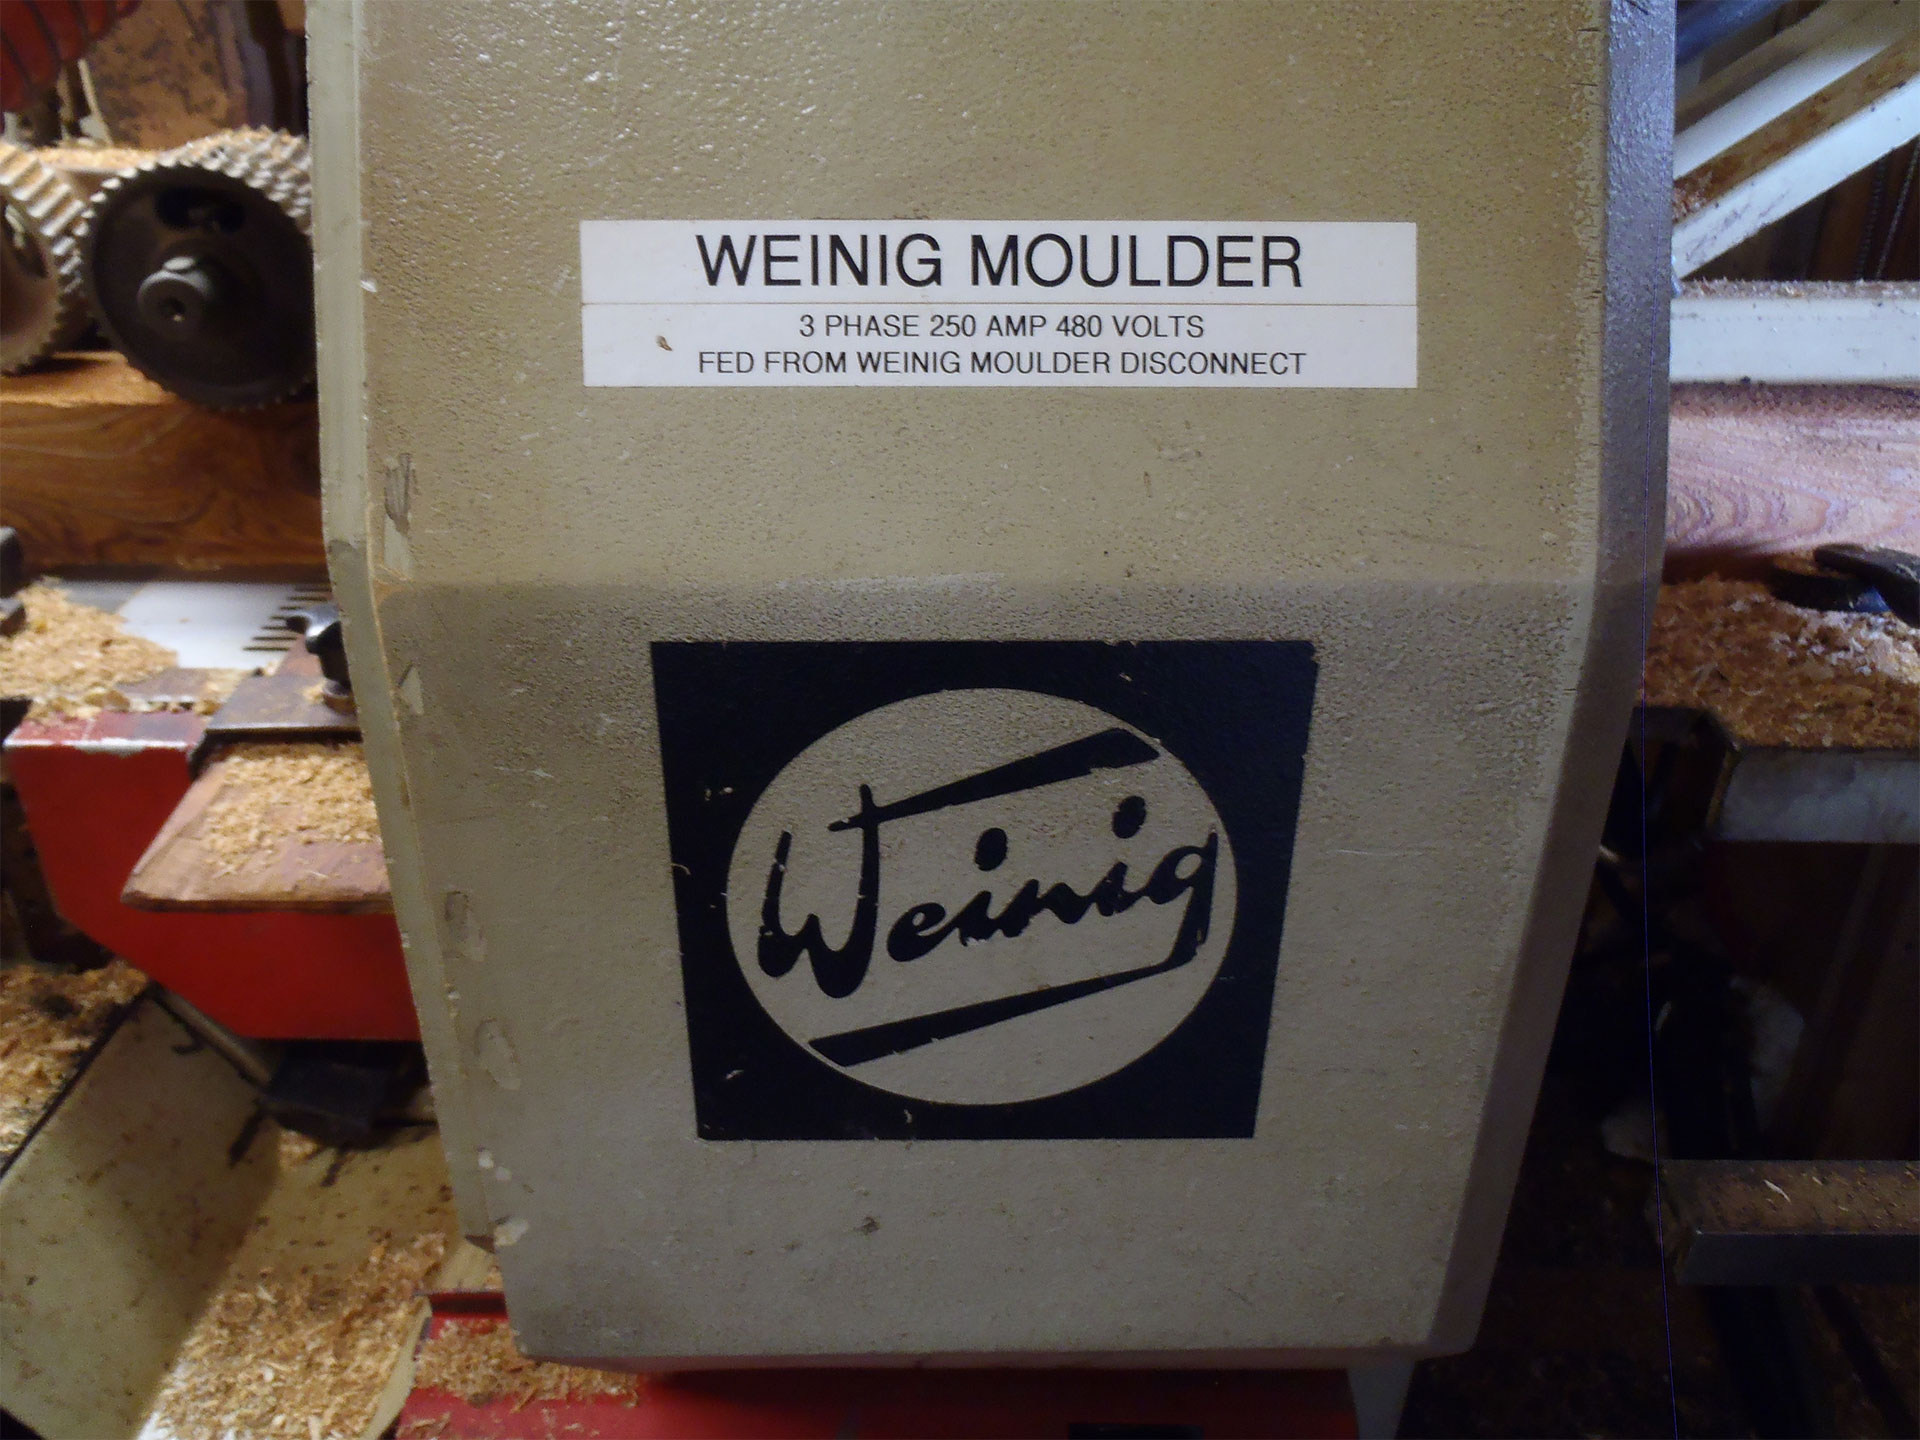 WEINIG MOULDER
3 PHASE 250 AMP 480 VOLTS
FED FROM WEINIG MOULDER DISCONNECT
Weinig